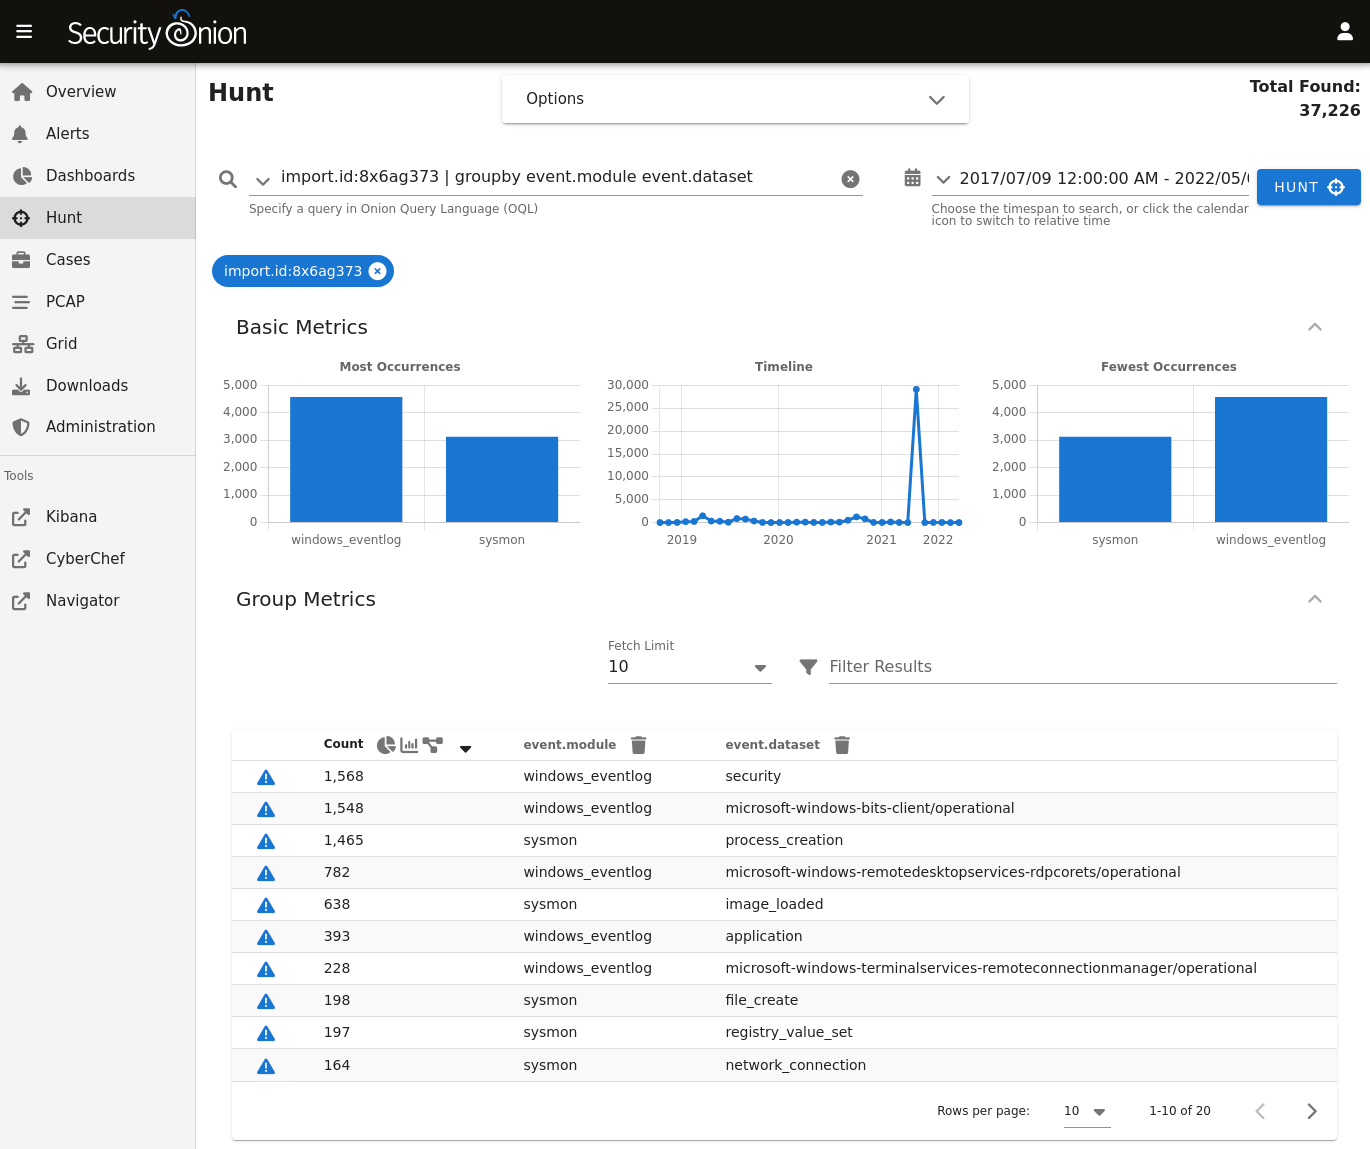 Security Onion
Overview
Alerts
Dashboards
Hunt
Cases
PCAP
Grid
Downloads
Administration
Tools
Kibana
CyberChef
Navigator
Hunt
Options
Total Found:
37,226
import.id:8x6ag373 | groupby event.module event.dataset
Specify a query in Onion Query Language (OQL)
2017/07/09 12:00:00 AM - 2022/05/
Choose the timespan to search, or click the calendar
icon to switch to relative time
HUNT
import.id:8x6ag373
Basic Metrics
Most Occurrences
5,000
4,000
3,000
2,000
1,000
0
windows_eventlog sysmon
Timeline
30,000
25,000
20,000
15,000
10,000
5,000
0
2019 2020 2021 2022
Fewest Occurrences
5,000
4,000
3,000
2,000
1,000
0
sysmon windows_eventlog
Group Metrics
Fetch Limit
10
Filter Results
Count event.module event.dataset
1,568 windows_eventlog security
1,548 windows_eventlog microsoft-windows-bits-client/operational
1,465 sysmon process_creation
782 windows_eventlog microsoft-windows-remotedesktopservices-rdpcorets/operational
638 sysmon image_loaded
393 windows_eventlog application
228 windows_eventlog microsoft-windows-terminalservices-remoteconnectionmanager/operational
198 sysmon file_create
197 sysmon registry_value_set
164 sysmon network_connection
Rows per page: 10 1-10 of 20